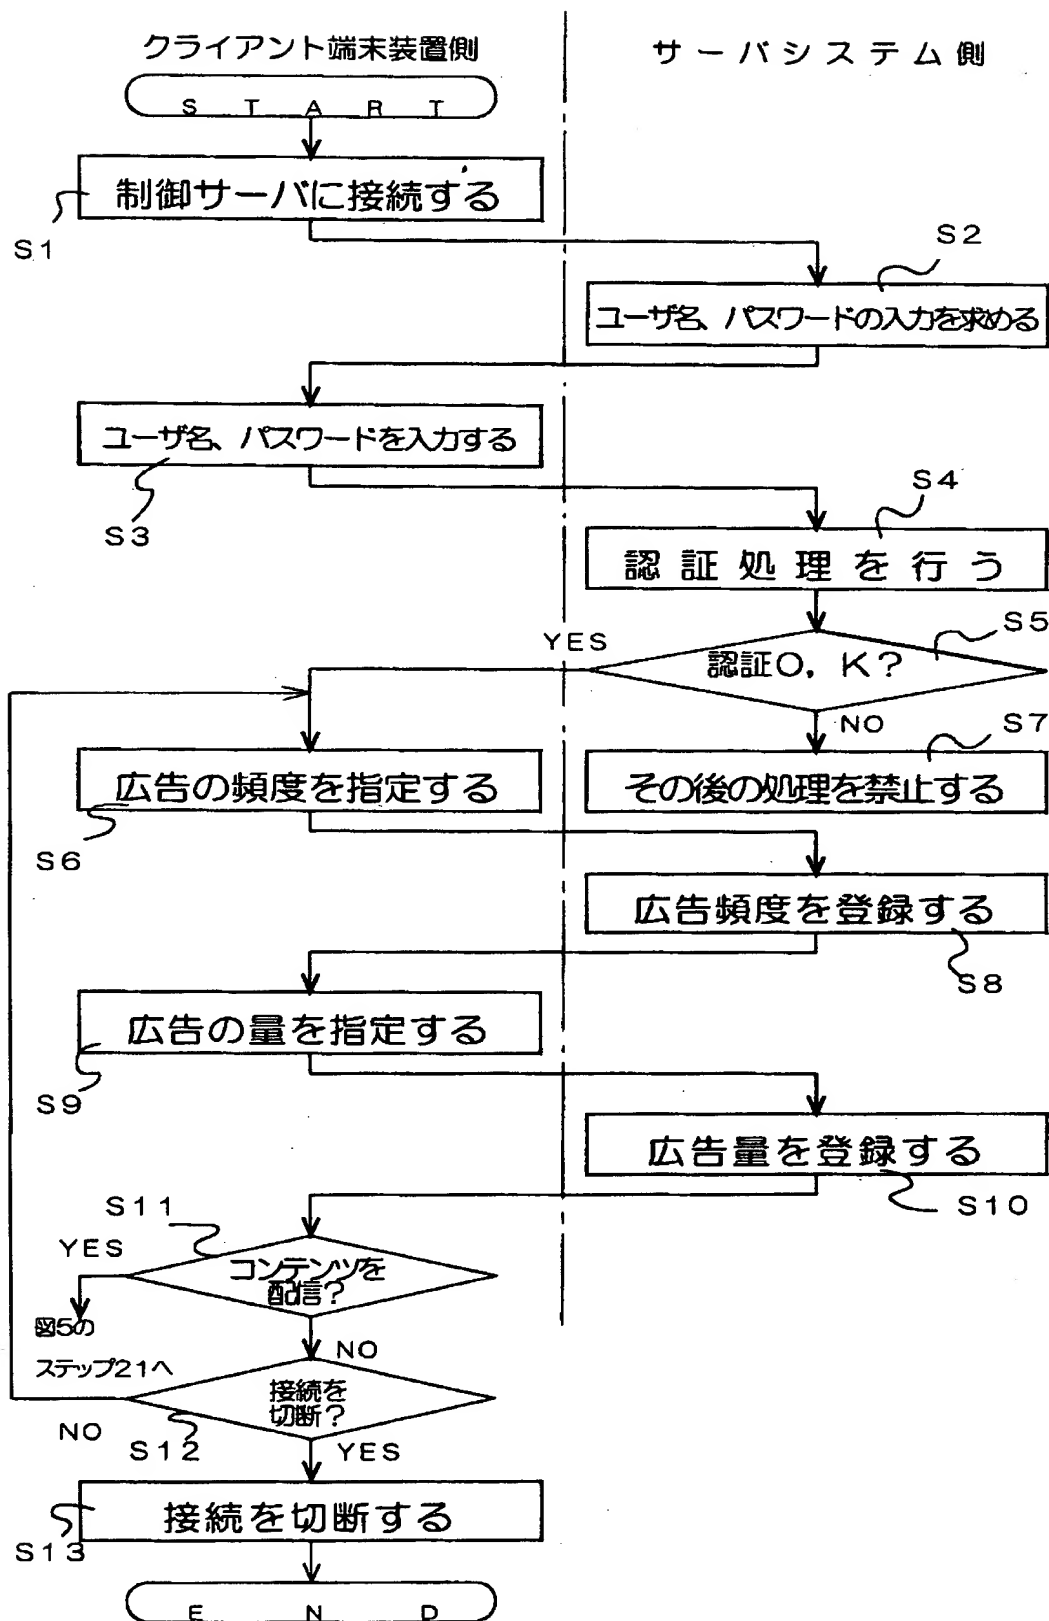 クライアント端末装置側
サーバシステム側
START
制御サーバに接続する
S1
S2
ユーザ名、パスワードの入力を求める
ユーザ名、パスワードを入力する
S3
S4
認証処理を行う
S5
YES
認証O，K？
NO
S7
広告の頻度を指定する
その後の処理を禁止する
S6
広告頻度を登録する
S8
広告の量を指定する
S9
広告量を登録する
S10
S11
YES
コンテンツを
配信？
図5の
ステップ21へ
NO
接続を
切断？
NO
S12
YES
接続を切断する
S13
END